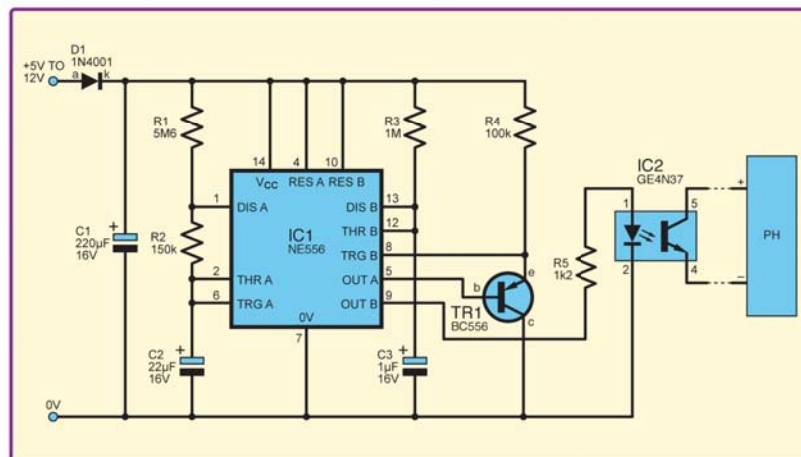 D1
1N4001
+5V TO
12V
a
k
R1
5M6
R3
1M
R4
100k
14
4
10
VCC
RES A
RES B
IC2
GE4N37
1
DIS A
DIS B
13
1
5
+
C1
220µF
16V
+
R2
150k
IC1
NE556
THR B
12
TRG B
8
R5
1k2
PH
2
THR A
OUT A
5
e
2
4
–
6
TRG A
OUT B
9
b
0V
TR1
BC556
c
7
C2
22µF
16V
+
C3
1µF
16V
+
0V